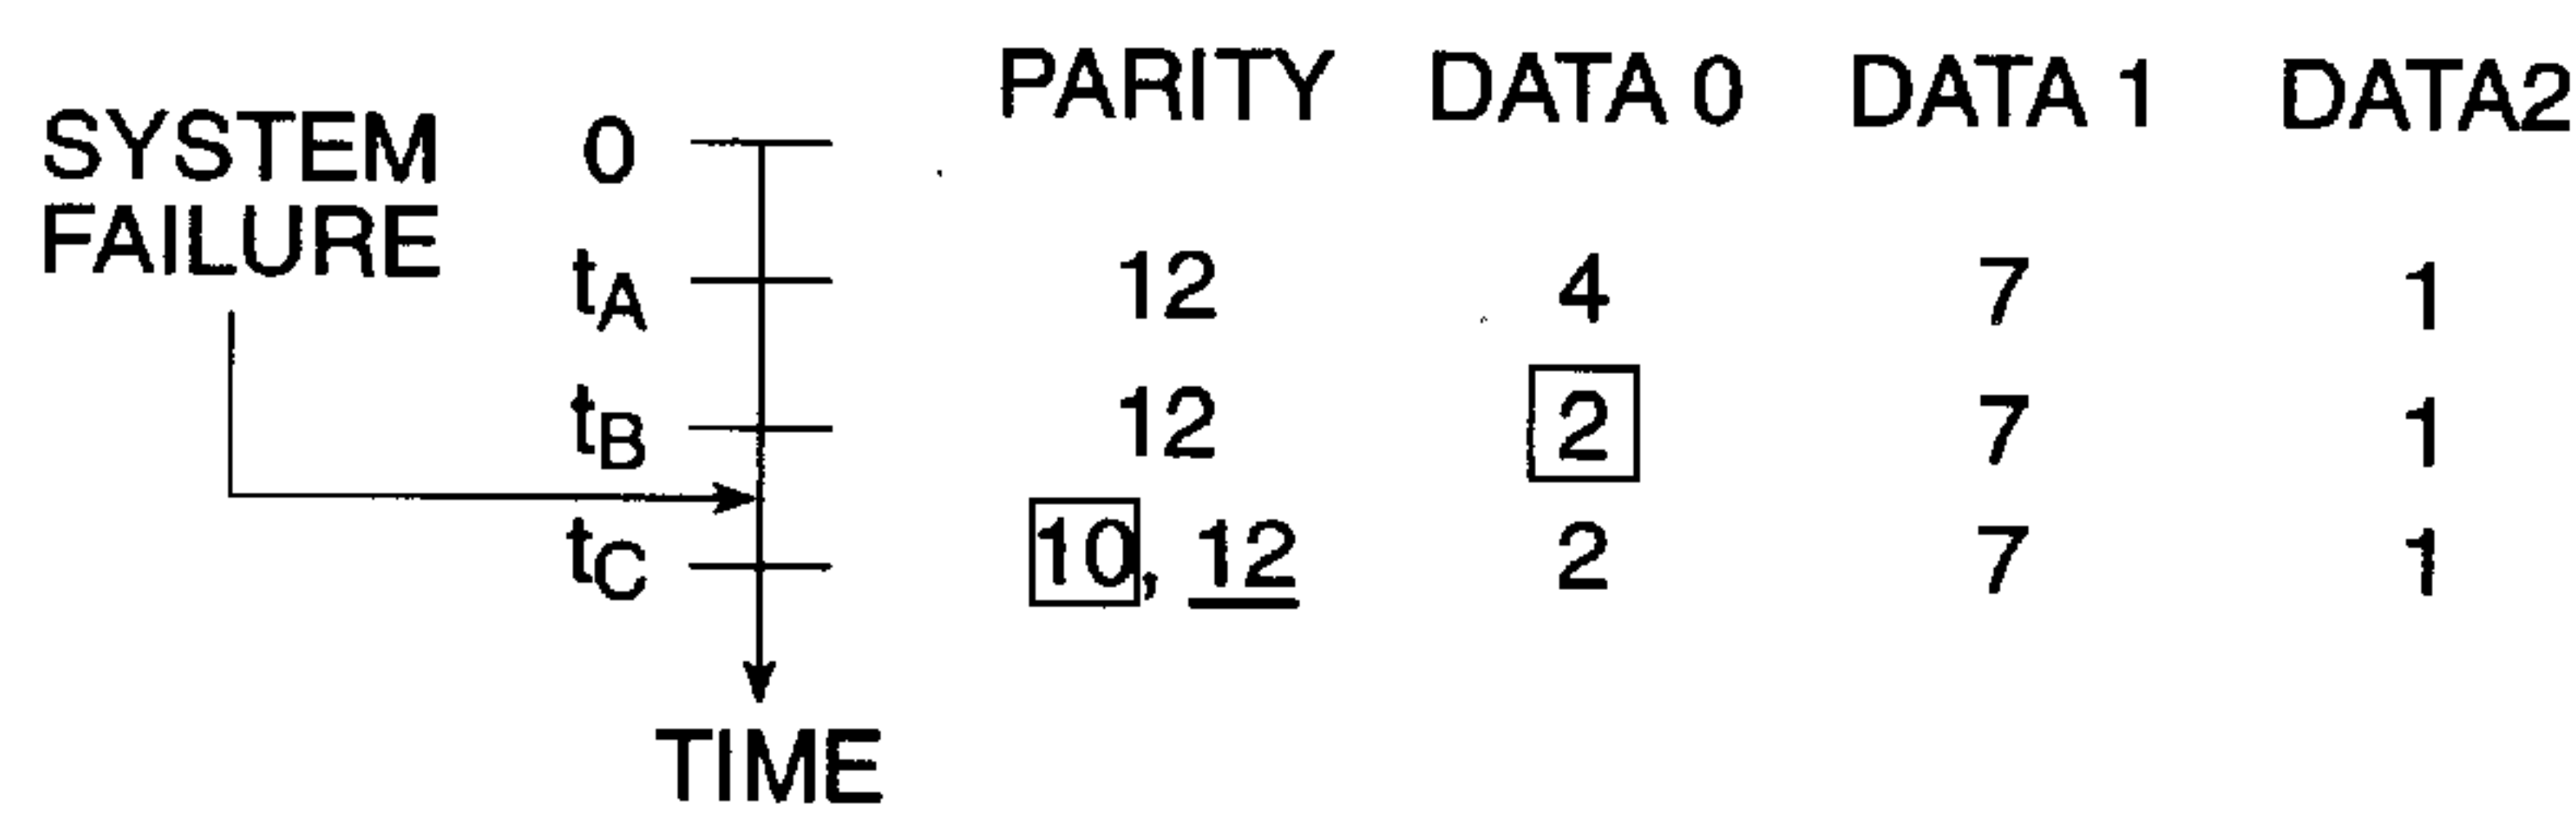 PARITY DATA 0 DATA 1 DATA2
SYSTEM 0
FAILURE
tA 12 4 7 1
tB 12 2 7 1
tC 10, 12 2 7 1
TIME